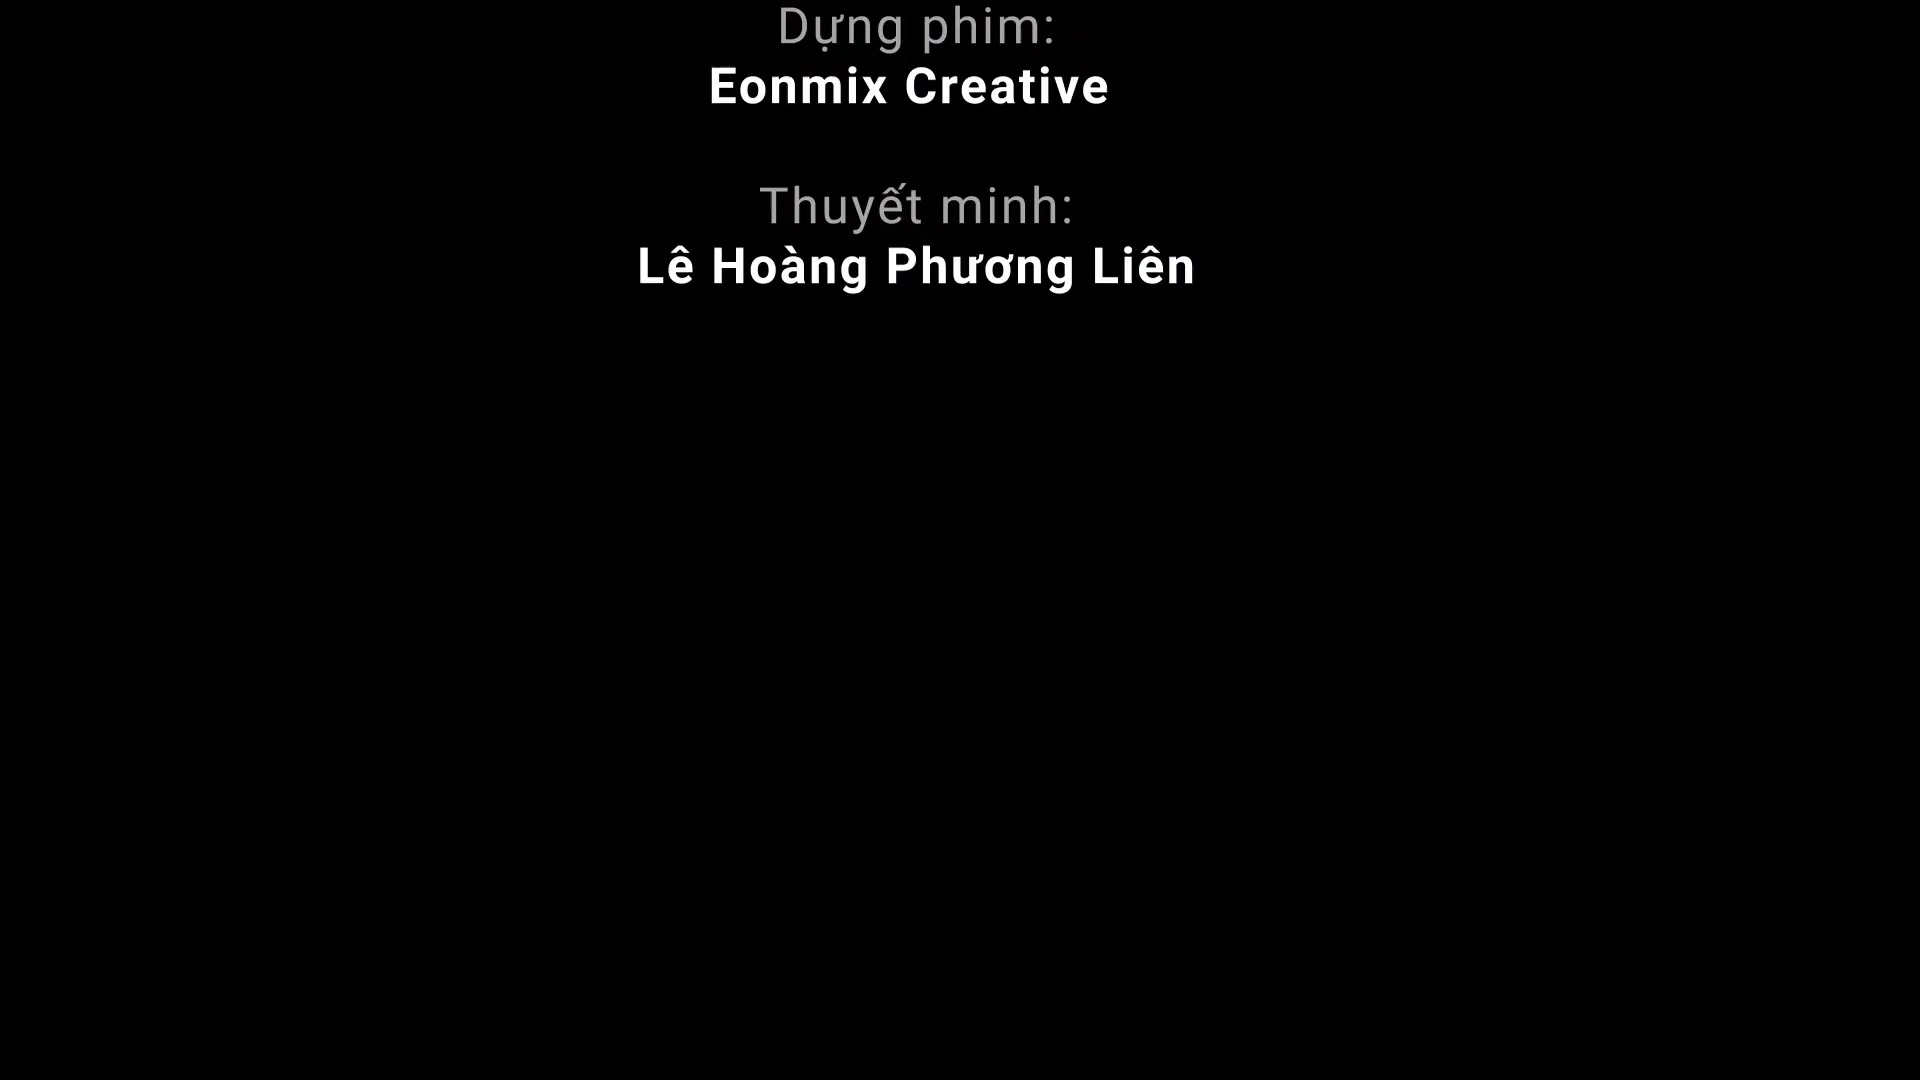 Dựng phim:
Eonmix Creative
Thuyết minh:
Lê Hoàng Phương Liên